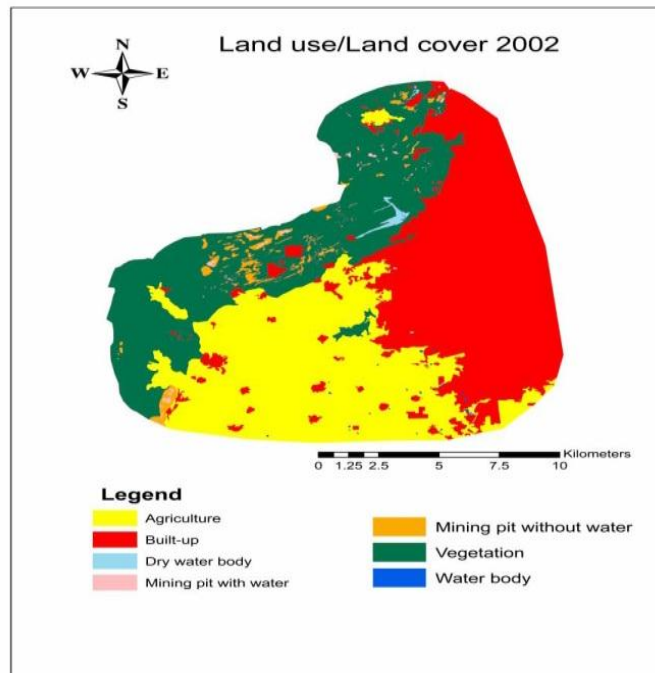 Land use/Land cover 2002
N
W E
S
Kilometers
0 1.25 2.5 5 7.5 10
Legend
Agriculture
Built-up
Dry water body
Mining pit with water
Mining pit without water
Vegetation
Water body